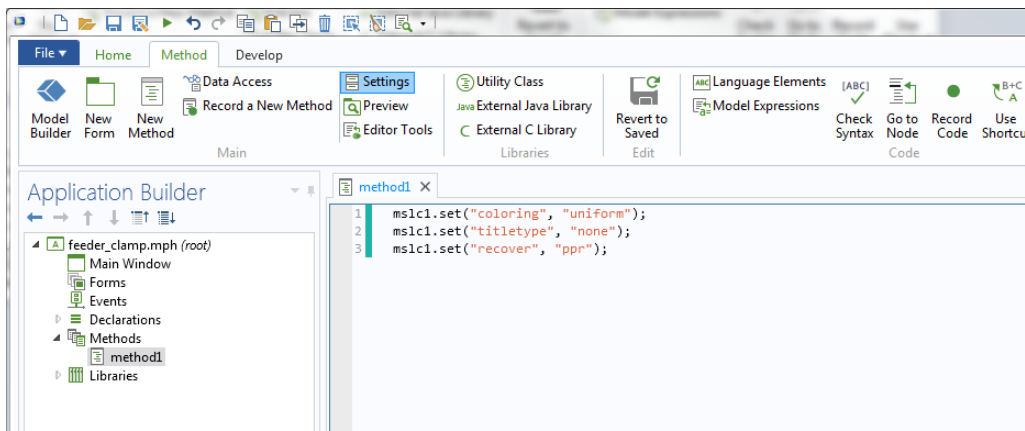 File Home Method Develop
Data Access Settings Utility Class ABC Language Elements [ABC] B+C
Record a New Method Preview Java External Java Library Model Expressions A
Model Builder New Form New Method Editor Tools C External C Library Revert to Saved Check Syntax Go to Node Record Code Use
Main Libraries Edit Code
Application Builder
method1
feeder_clamp.mph (root)
Main Window
Forms
Events
Declarations
Methods
method1
Libraries
1 mslc1.set("coloring", "uniform");
2 mslc1.set("titletype", "none");
3 mslc1.set("recover", "ppr");